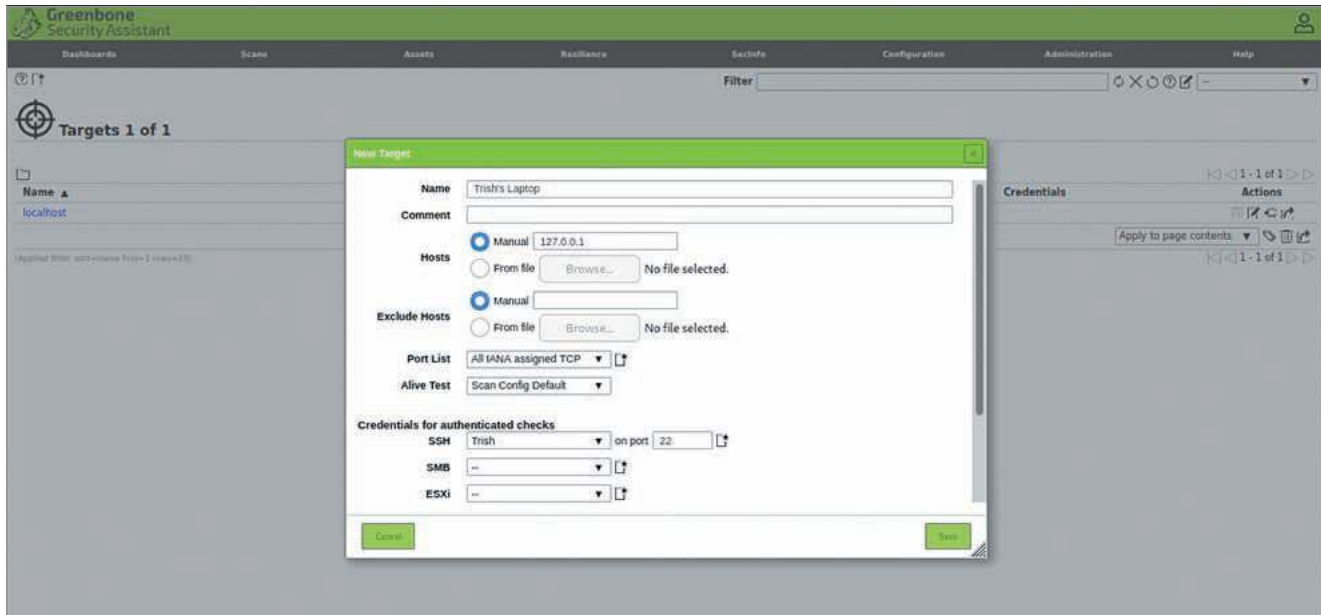 Greenbone
Security Assistant
Dashboards Scans Assets Resilience SecInfo Configuration Administration Help
Filter --
Targets 1 of 1
New Target
1 - 1 of 1
Name ▲ Credentials Actions
localhost
Apply to page contents ▼
1 - 1 of 1
Name Trish's Laptop
Comment
Hosts Manual 127.0.0.1
From file Browse... No file selected.
Exclude Hosts Manual
From file Browse... No file selected.
Port List All IANA assigned TCP ▼
Alive Test Scan Config Default ▼
Credentials for authenticated checks
SSH Trish ▼ on port 22
SMB -- ▼
ESXi -- ▼
Cancel Save